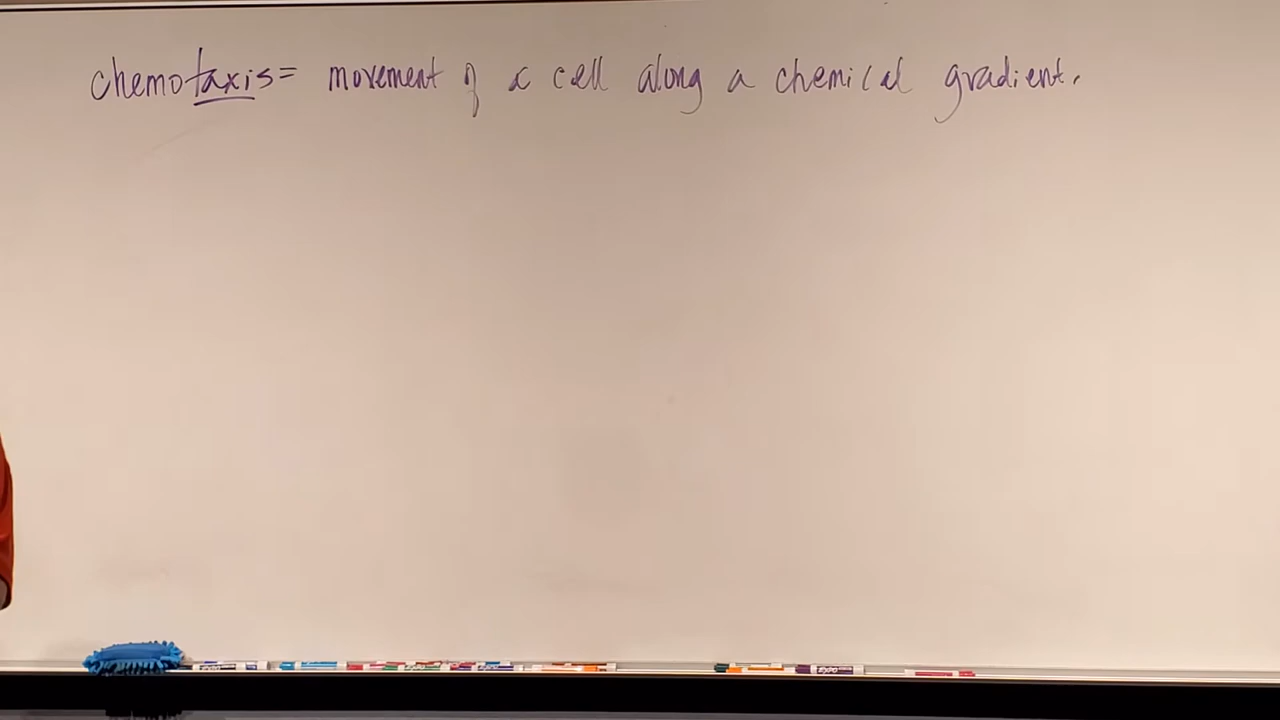 chemotaxis = movement of a cell along a chemical gradient.